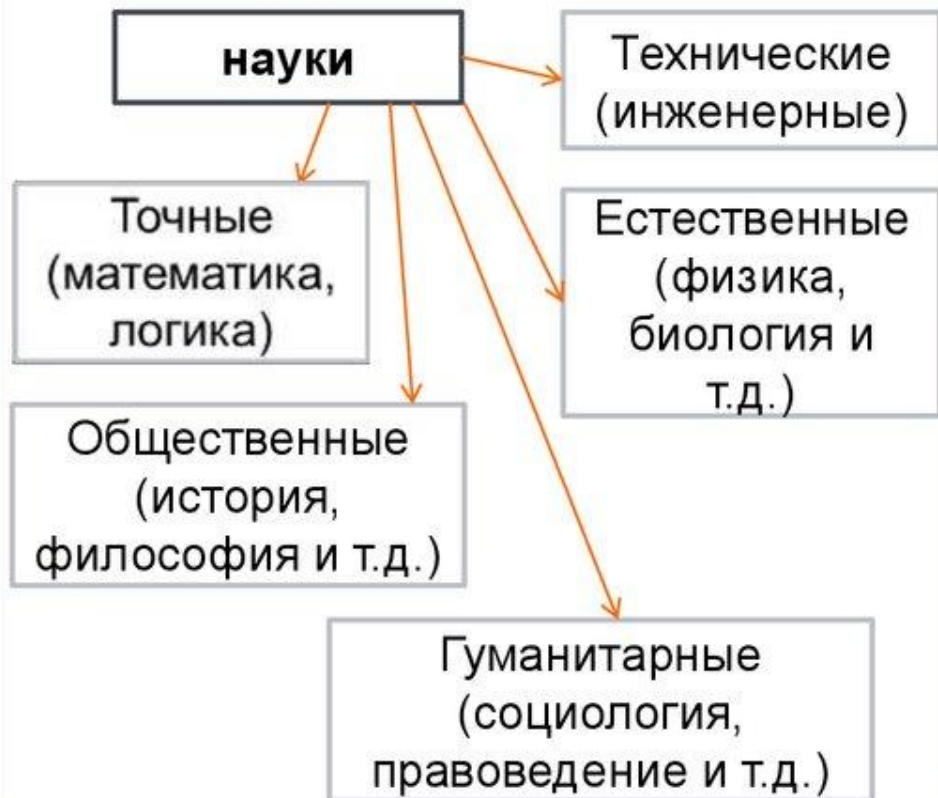 науки
Технические
(инженерные)
Точные
(математика,
логика)
Естественные
(физика,
биология и
т.д.)
Общественные
(история,
философия и т.д.)
Гуманитарные
(социология,
правоведение и т.д.)